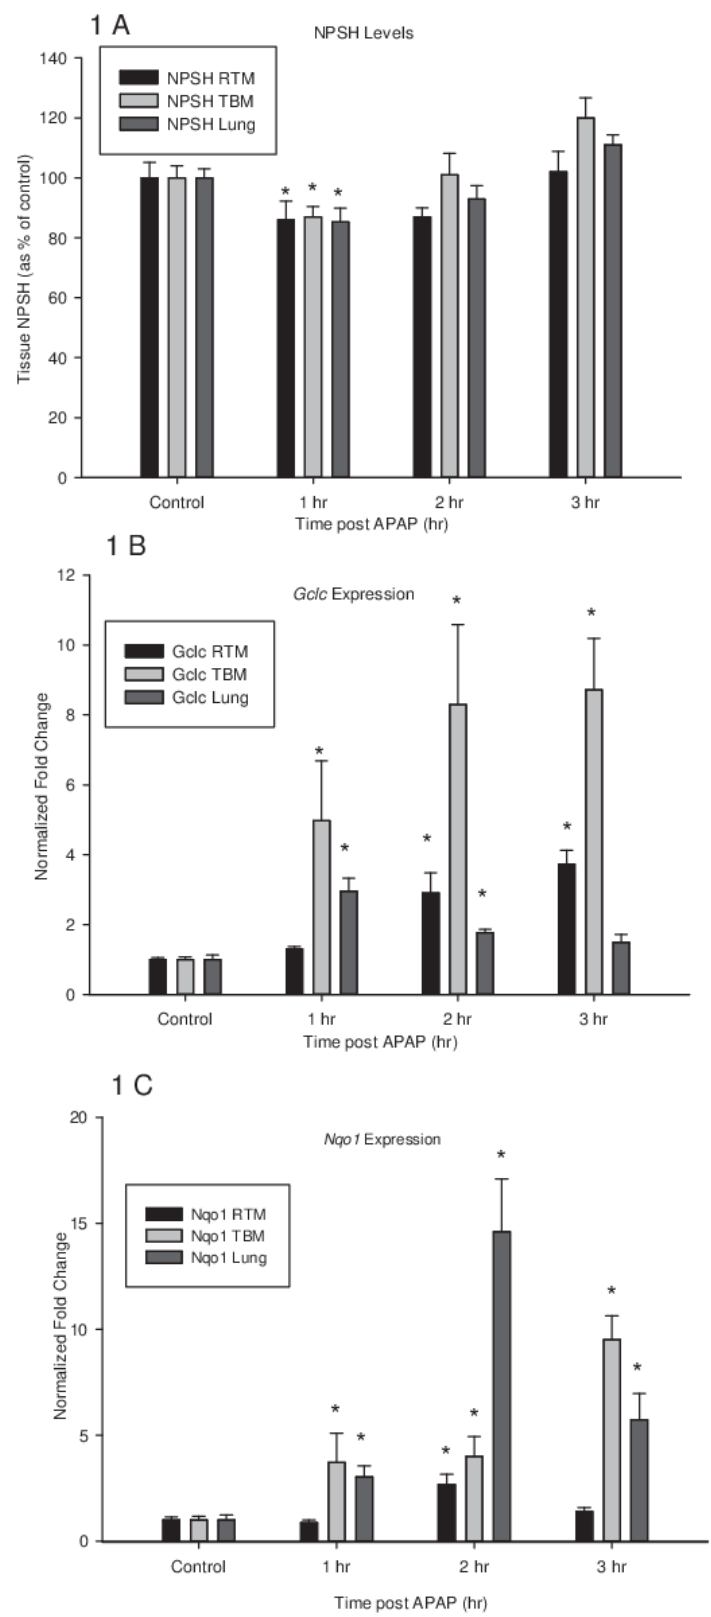 1 A
NPSH Levels
140
120
100
80
60
40
20
0
Tissue NPSH (as % of control)
NPSH RTM
NPSH TBM
NPSH Lung
* * *
Control 1 hr 2 hr 3 hr
Time post APAP (hr)
1 B
Gclc Expression
12
10
8
6
4
2
0
Normalized Fold Change
Gclc RTM
Gclc TBM
Gclc Lung
* * * * * * *
Control 1 hr 2 hr 3 hr
Time post APAP (hr)
1 C
Nqo1 Expression
20
15
10
5
0
Normalized Fold Change
Nqo1 RTM
Nqo1 TBM
Nqo1 Lung
* * * * * * *
Control 1 hr 2 hr 3 hr
Time post APAP (hr)